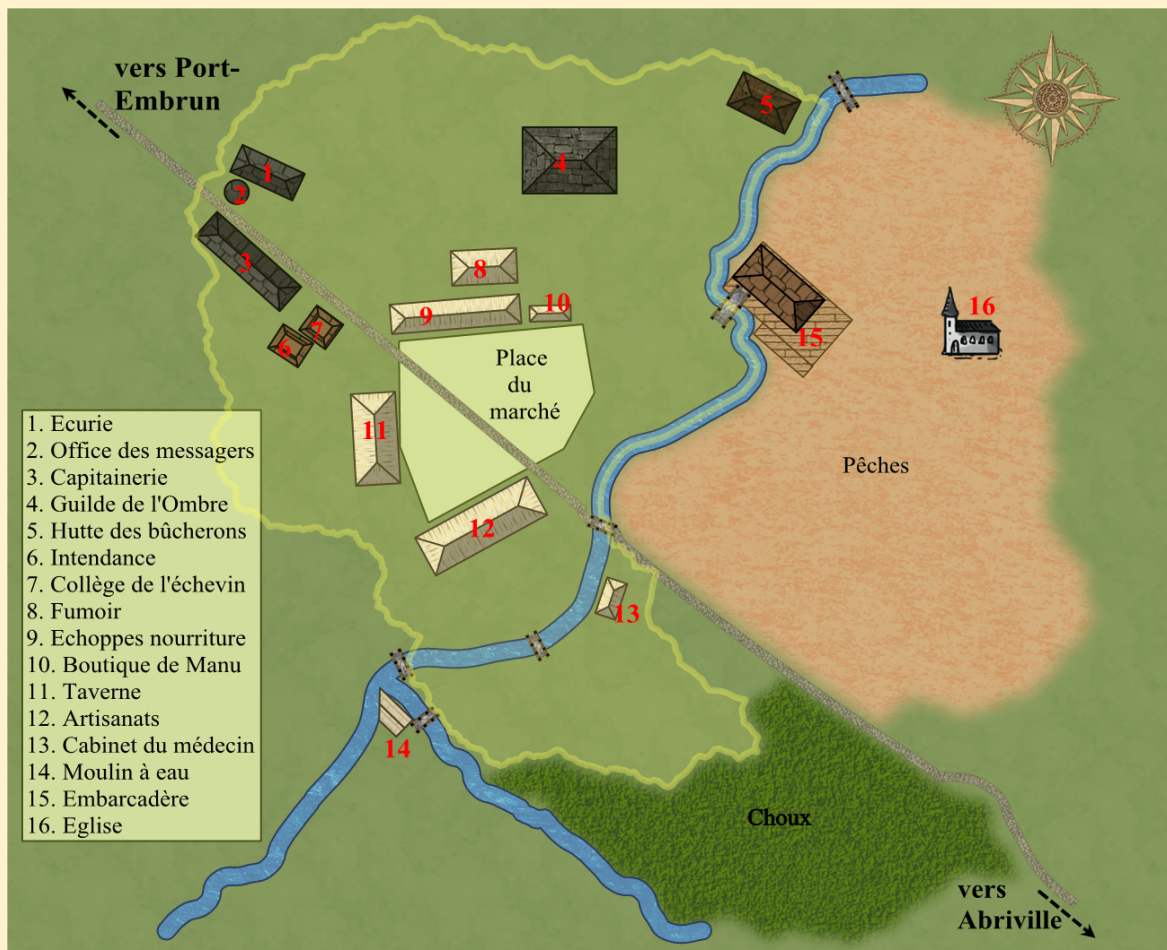 vers Port-
Embrun
5
4
1
2
3
8
16
10
9
7
6
15
Place
du
marché
11
Pêches
12
13
14
1. Ecurie
2. Office des messagers
3. Capitainerie
4. Guilde de l'Ombre
5. Hutte des bûcherons
6. Intendance
7. Collège de l'échevin
8. Fumoir
9. Echoppes nourriture
10. Boutique de Manu
11. Taverne
12. Artisanats
13. Cabinet du médecin
14. Moulin à eau
15. Embarcadère
16. Eglise
Choux
vers
Abriville